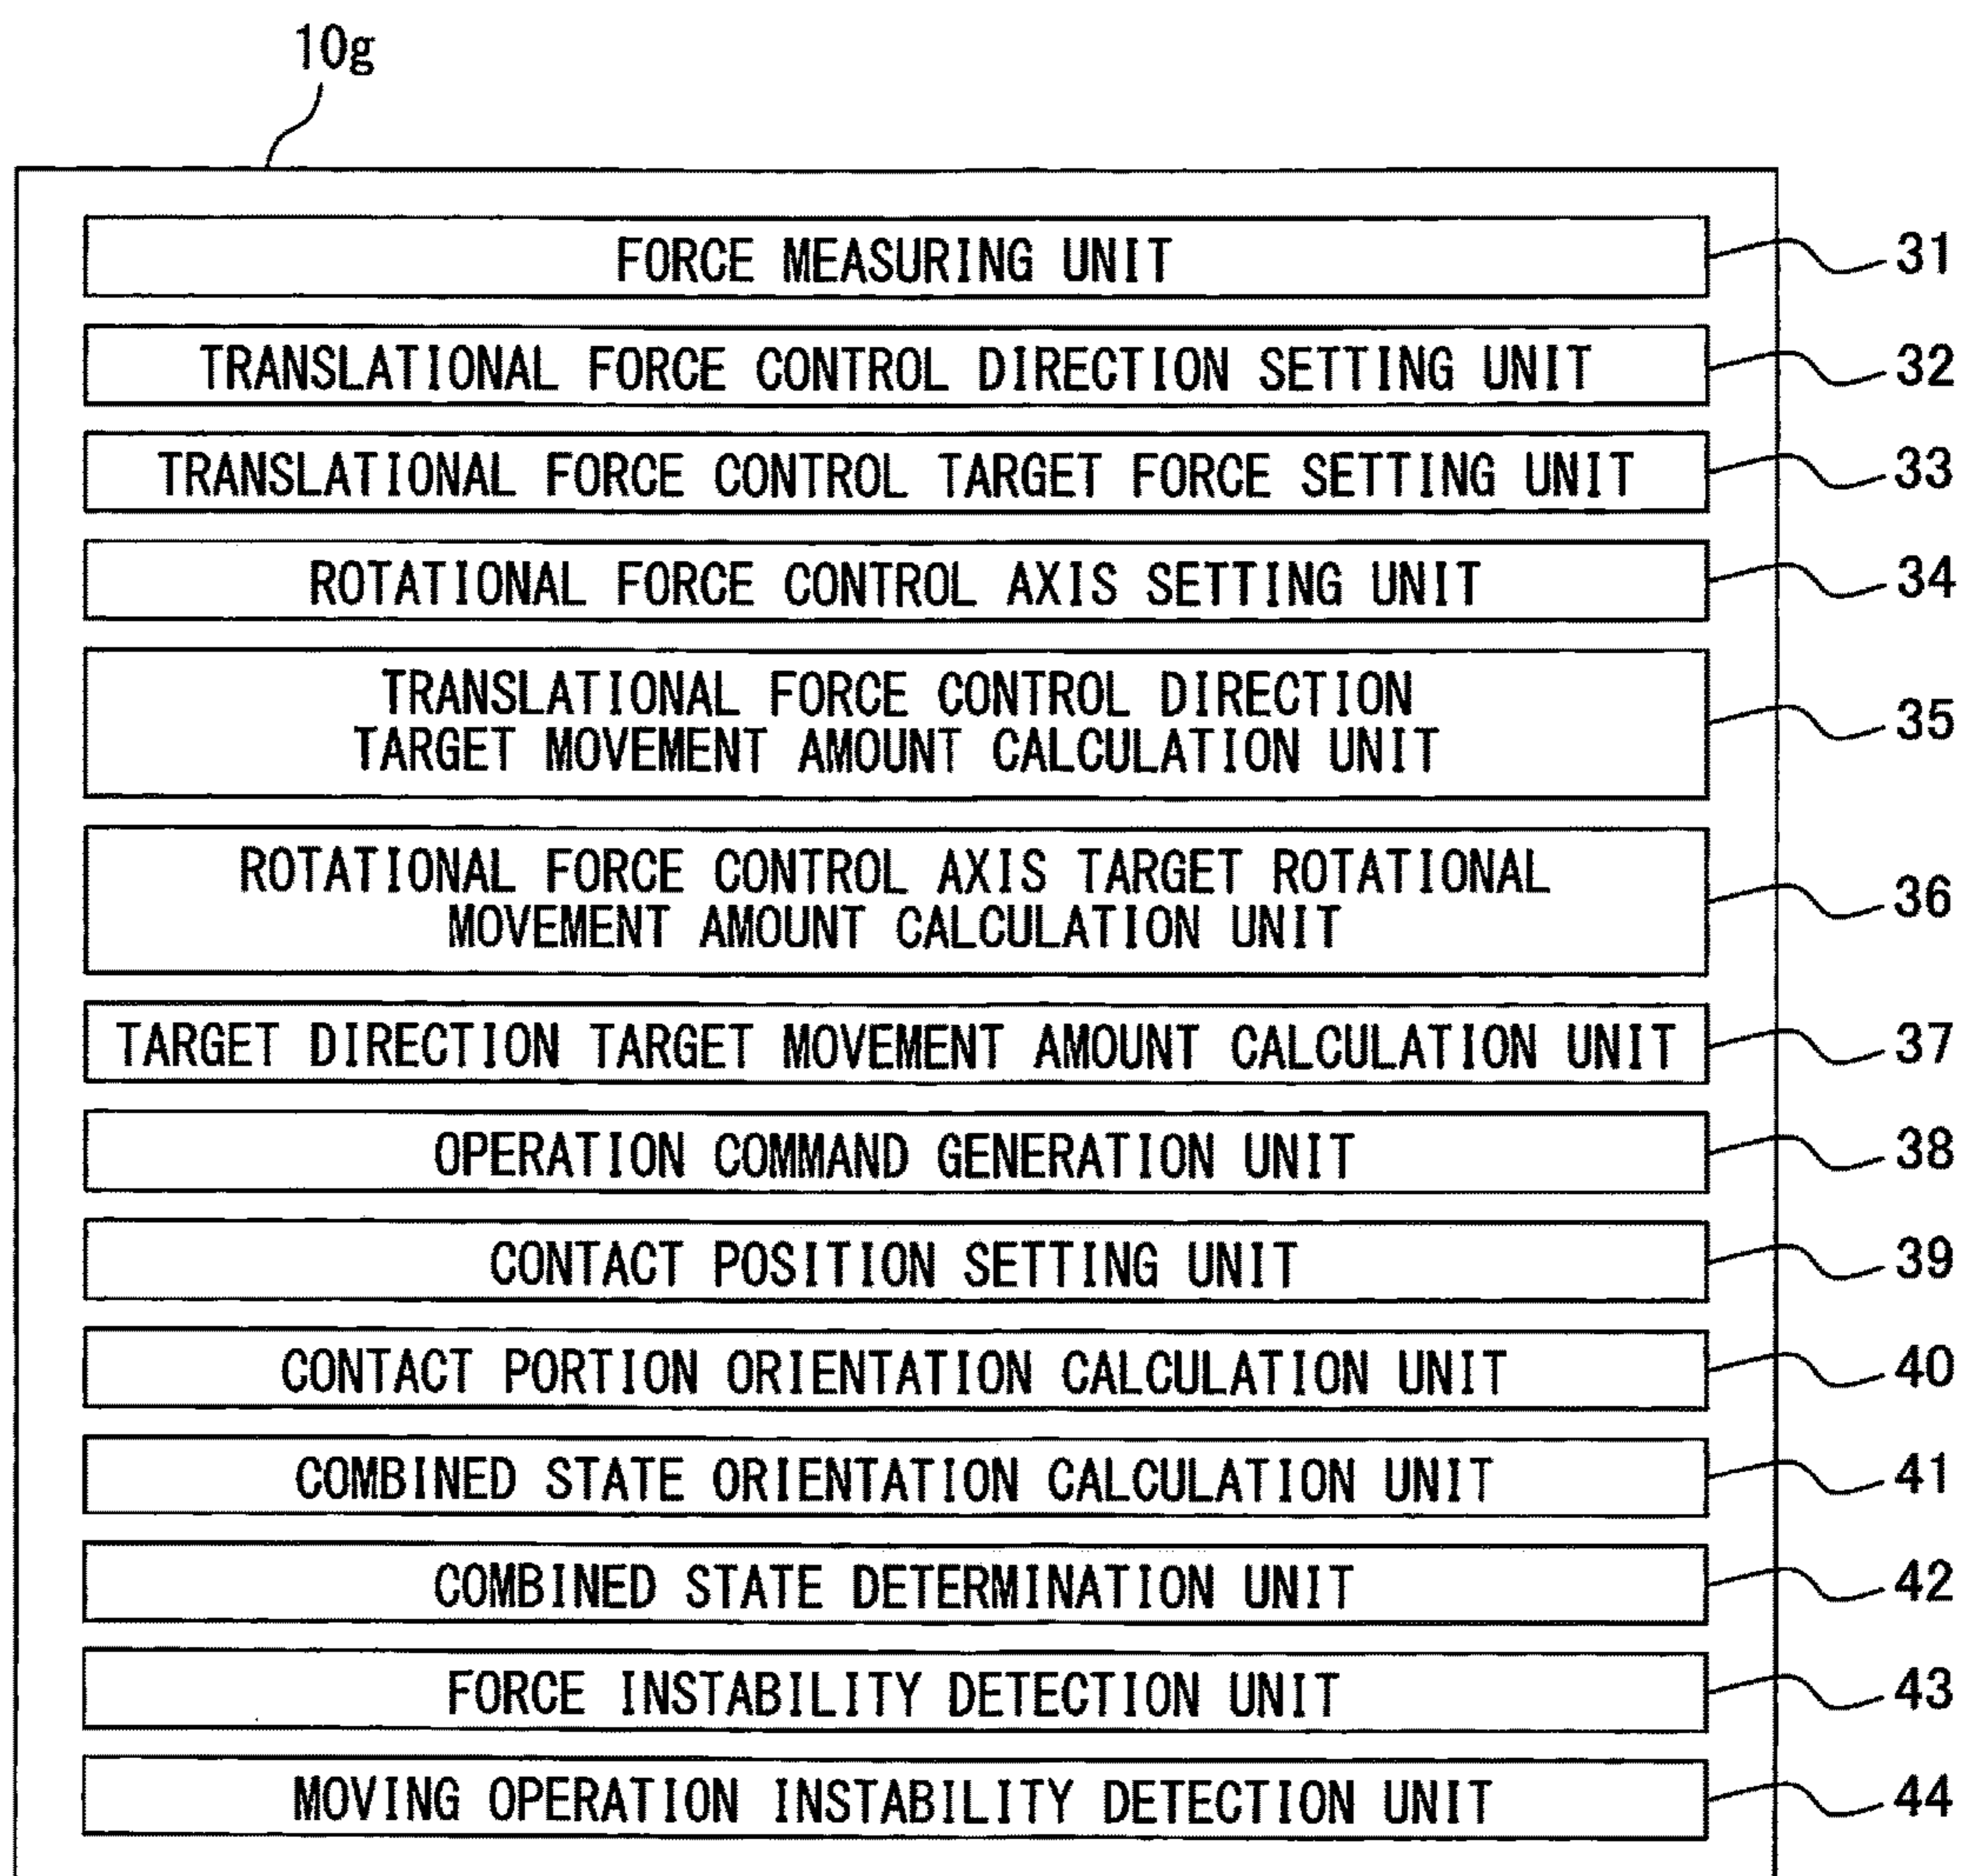 10g
FORCE MEASURING UNIT 31
TRANSLATIONAL FORCE CONTROL DIRECTION SETTING UNIT 32
TRANSLATIONAL FORCE CONTROL TARGET FORCE SETTING UNIT 33
ROTATIONAL FORCE CONTROL AXIS SETTING UNIT 34
TRANSLATIONAL FORCE CONTROL DIRECTION
TARGET MOVEMENT AMOUNT CALCULATION UNIT 35
ROTATIONAL FORCE CONTROL AXIS TARGET ROTATIONAL
MOVEMENT AMOUNT CALCULATION UNIT 36
TARGET DIRECTION TARGET MOVEMENT AMOUNT CALCULATION UNIT 37
OPERATION COMMAND GENERATION UNIT 38
CONTACT POSITION SETTING UNIT 39
CONTACT PORTION ORIENTATION CALCULATION UNIT 40
COMBINED STATE ORIENTATION CALCULATION UNIT 41
COMBINED STATE DETERMINATION UNIT 42
FORCE INSTABILITY DETECTION UNIT 43
MOVING OPERATION INSTABILITY DETECTION UNIT 44